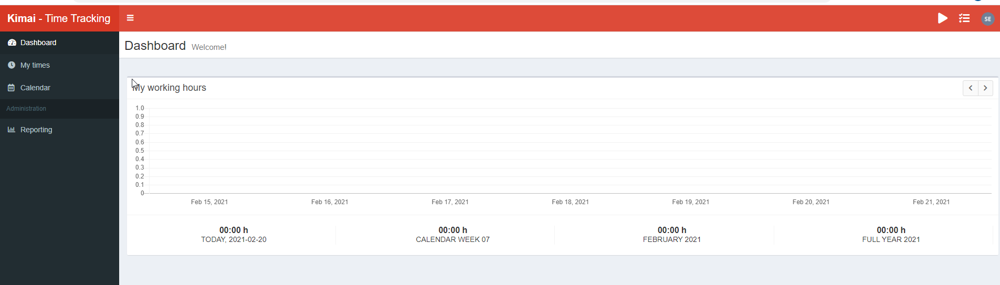 Kimai - Time Tracking
SE
Dashboard
My times
Calendar
Administration
Reporting
Dashboard Welcome!
My working hours
1.0
0.9
0.8
0.7
0.6
0.5
0.4
0.3
0.2
0.1
0
Feb 15, 2021 Feb 16, 2021 Feb 17, 2021 Feb 18, 2021 Feb 19, 2021 Feb 20, 2021 Feb 21, 2021
00:00 h 00:00 h 00:00 h 00:00 h
TODAY, 2021-02-20 CALENDAR WEEK 07 FEBRUARY 2021 FULL YEAR 2021